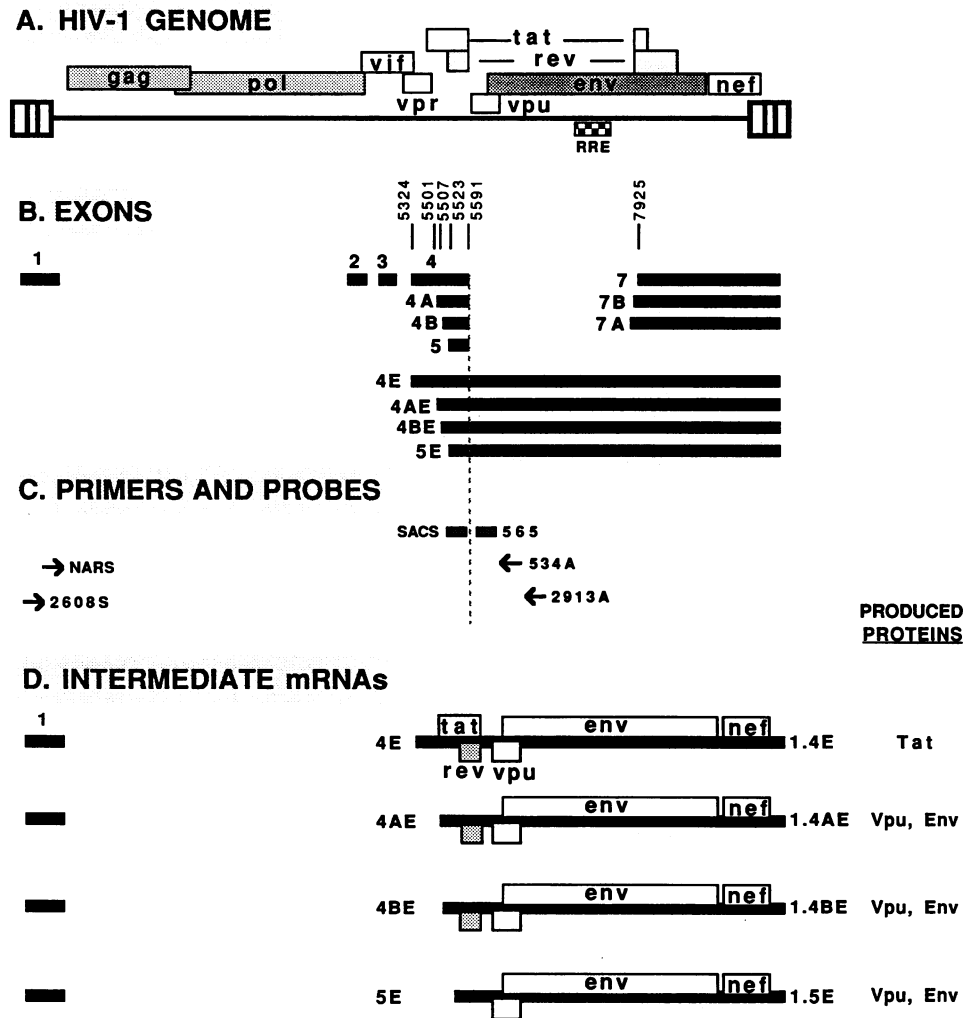 A. HIV-1 GENOME
tat
vif
rev
gag
pol
env
nef
vpr
vpu
RRE
5324
5501
5507
5523
5591
7925
B. EXONS
1
2
3
4
7
4A
7B
4B
7A
5
4E
4AE
4BE
5E
C. PRIMERS AND PROBES
SACS
565
NARS
534A
2608S
2913A
PRODUCED
PROTEINS
D. INTERMEDIATE mRNAs
1
tat
env
nef
4E
1.4E
Tat
rev
vpu
env
nef
4AE
1.4AE
Vpu, Env
env
nef
4BE
1.4BE
Vpu, Env
env
nef
5E
1.5E
Vpu, Env